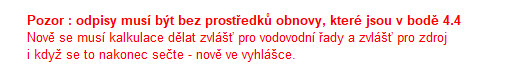 Pozor : odpisy musí být bez prostředků obnovy, které jsou v bodě 4.4
Nově se musí kalkulace dělat zvlášť pro vodovodní řady a zvlášť pro zdroj
i když se to nakonec sečte - nově ve vyhlášce.